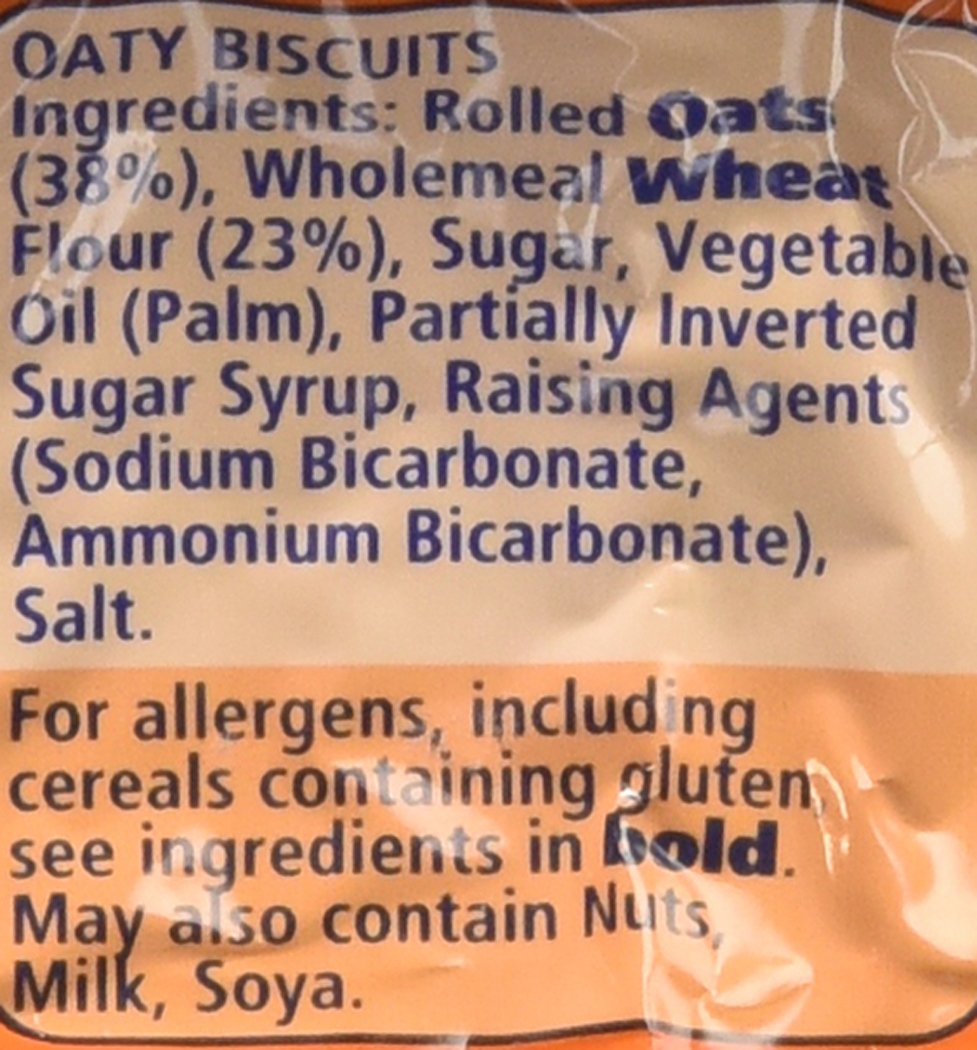 OATY BISCUITS
Ingredients: Rolled Oats
(38%), Wholemeal Wheat
Flour (23%), Sugar, Vegetable
Oil (Palm), Partially Inverted
Sugar Syrup, Raising Agents
(Sodium Bicarbonate,
Ammonium Bicarbonate),
Salt.
For allergens, including
cereals containing gluten,
see ingredients in bold.
May also contain Nuts,
Milk, Soya.